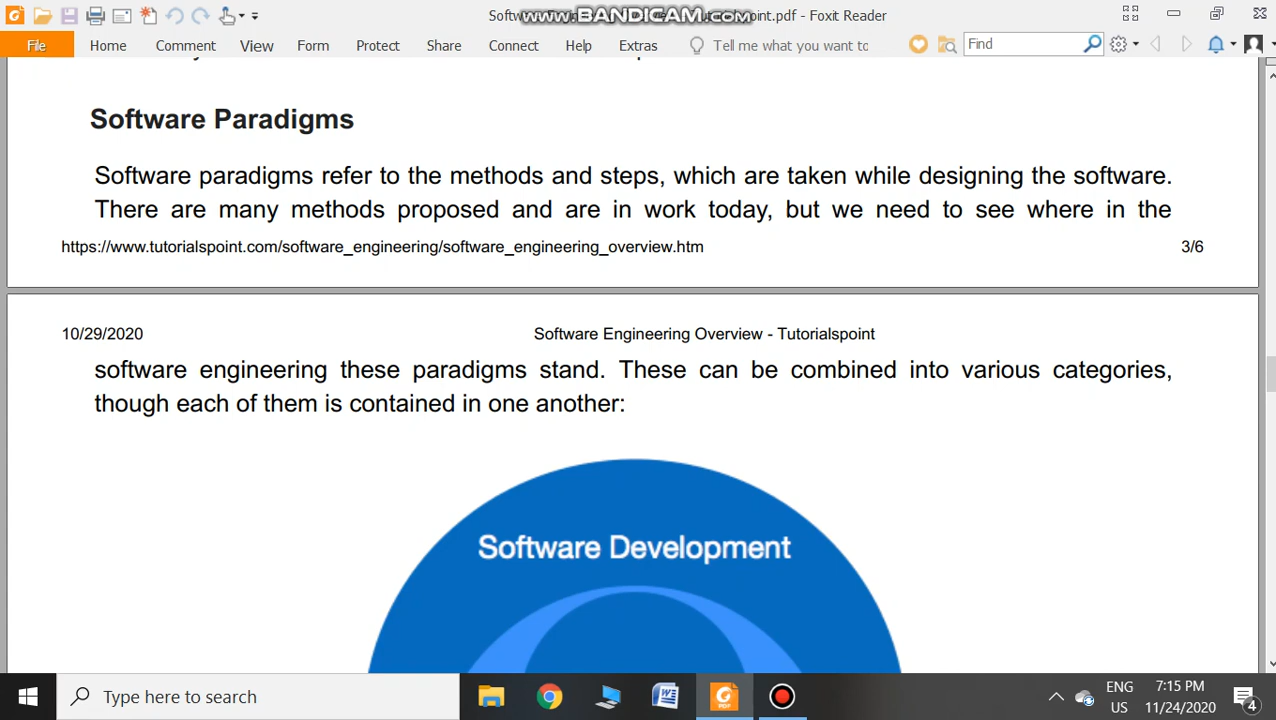 Softw
point.pdf - Foxit Reader
www.BANDICAM.com
File Home Comment View Form Protect Share Connect Help Extras Tell me what you want to Find
Software Paradigms
Software paradigms refer to the methods and steps, which are taken while designing the software.
There are many methods proposed and are in work today, but we need to see where in the
https://www.tutorialspoint.com/software_engineering/software_engineering_overview.htm 3/6
10/29/2020 Software Engineering Overview - Tutorialspoint
software engineering these paradigms stand. These can be combined into various categories,
though each of them is contained in one another:
Software Development
Type here to search
ENG
US
7:15 PM
11/24/2020
4